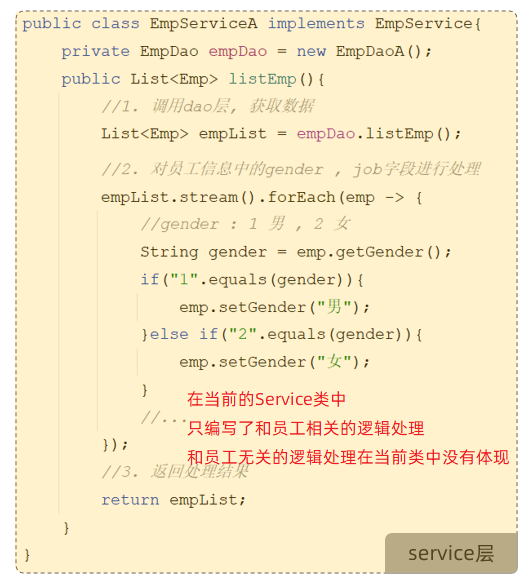 public class EmpServiceA implements EmpService{
private EmpDao empDao = new EmpDaoA();
public List<Emp> listEmp(){
//1. 调用dao层, 获取数据
List<Emp> empList = empDao.listEmp();
//2. 对员工信息中的gender , job字段进行处理
empList.stream().forEach(emp -> {
//gender : 1 男 , 2 女
String gender = emp.getGender();
if("1".equals(gender)){
emp.setGender("男");
}else if("2".equals(gender)){
emp.setGender("女");
}
在当前的Service类中
//...
只编写了和员工相关的逻辑处理
});
和员工无关的逻辑处理在当前类中没有体现
//3. 返回处理结果
return empList;
}
}
service层